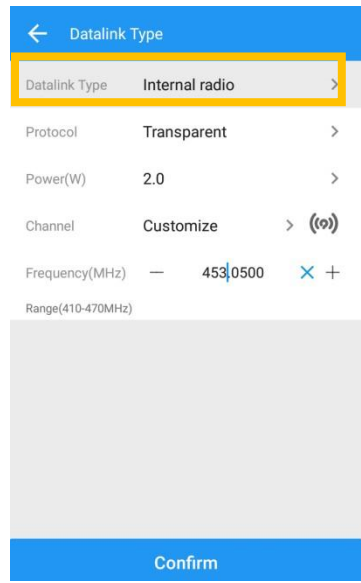 Datalink Type
Datalink Type Internal radio
Protocol Transparent
Power(W) 2.0
Channel Customize
Frequency(MHz) — 453.0500 × +
Range(410-470MHz)
Confirm